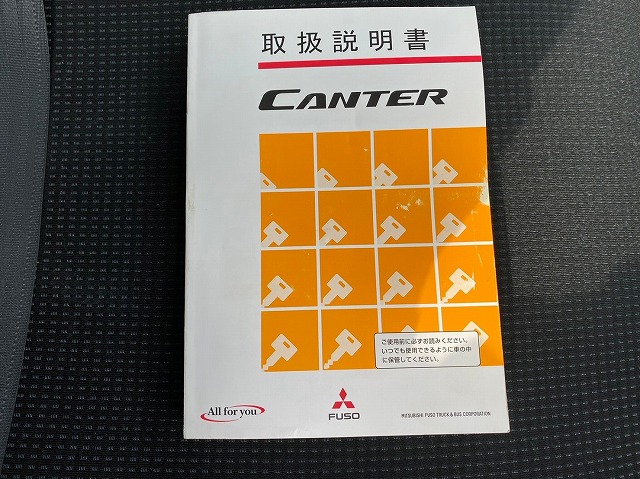 取扱説明書
CANTER
ご使用前に必ずお読みください。
いつでも使用できるように車の中
に保管してください。
All for you
FUSO
MITSUBISHI FUSO TRUCK & BUS CORPORATION